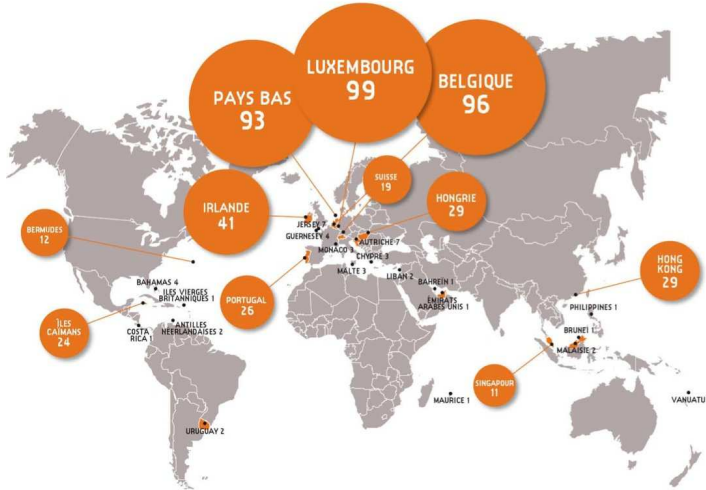 LUXEMBOURG
99
BELGIQUE
96
PAYS BAS
93
SUISSE
19
IRLANDE
41
JERSEY 7
GUERNESEY 4
HONGRIE
29
BERMUDES
12
MONACO 3
AUTRICHE 7
CHYPRE 3
MALTE 3
LIBAN 2
HONG
KONG
29
BAHAMAS 4
ILES VIERGES
BRITANNIQUES 1
PORTUGAL
26
BAHREÏN 1
EMIRATS
ARABES UNIS 1
PHILIPPINES 1
ÎLES
CAÏMANS
24
COSTA
RICA 1
ANTILLES
NEERLANDAISES 2
BRUNEI 1
MALAISIE 2
SINGAPOUR
11
MAURICE 1
VANUATU
URUGUAY 2